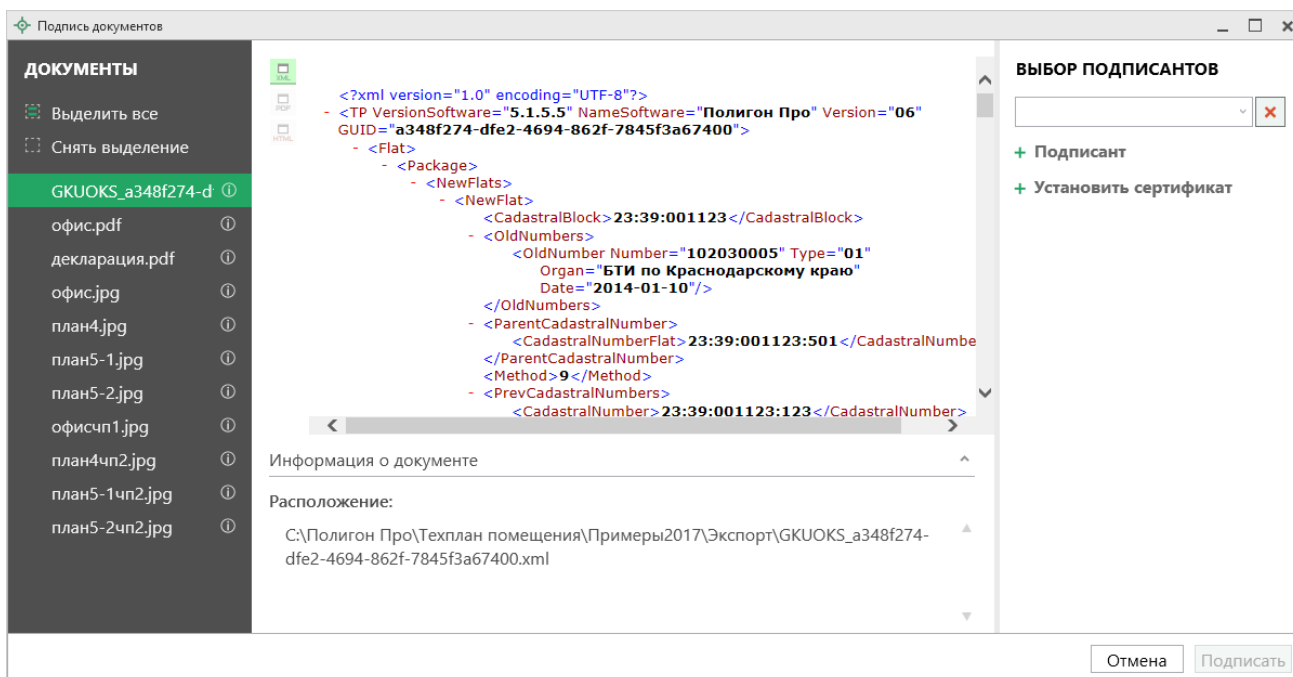 Подпись документов
ДОКУМЕНТЫ
Выделить все
Снять выделение
GKUOKS_a348f274-d
офис.pdf
декларация.pdf
офис.jpg
план4.jpg
план5-1.jpg
план5-2.jpg
офисчп1.jpg
план4чп2.jpg
план5-1чп2.jpg
план5-2чп2.jpg
XML
PDF
HTML
<?xml version="1.0" encoding="UTF-8"?>
- <TP VersionSoftware="5.1.5.5" NameSoftware="Полигон Про" Version="06"
GUID="a348f274-dfe2-4694-862f-7845f3a67400">
- <Flat>
- <Package>
- <NewFlats>
- <NewFlat>
<CadastralBlock>23:39:001123</CadastralBlock>
- <OldNumbers>
<OldNumber Number="102030005" Type="01"
Organ="БТИ по Краснодарскому краю"
Date="2014-01-10"/>
</OldNumbers>
- <ParentCadastralNumber>
<CadastralNumberFlat>23:39:001123:501</CadastralNumbe
</ParentCadastralNumber>
<Method>9</Method>
- <PrevCadastralNumbers>
<CadastralNumber>23:39:001123:123</CadastralNumber>
Информация о документе
Расположение:
C:\Полигон Про\Техплан помещения\Примеры2017\Экспорт\GKUOKS_a348f274-
dfe2-4694-862f-7845f3a67400.xml
ВЫБОР ПОДПИСАНТОВ
+ Подписант
+ Установить сертификат
Отмена
Подписать